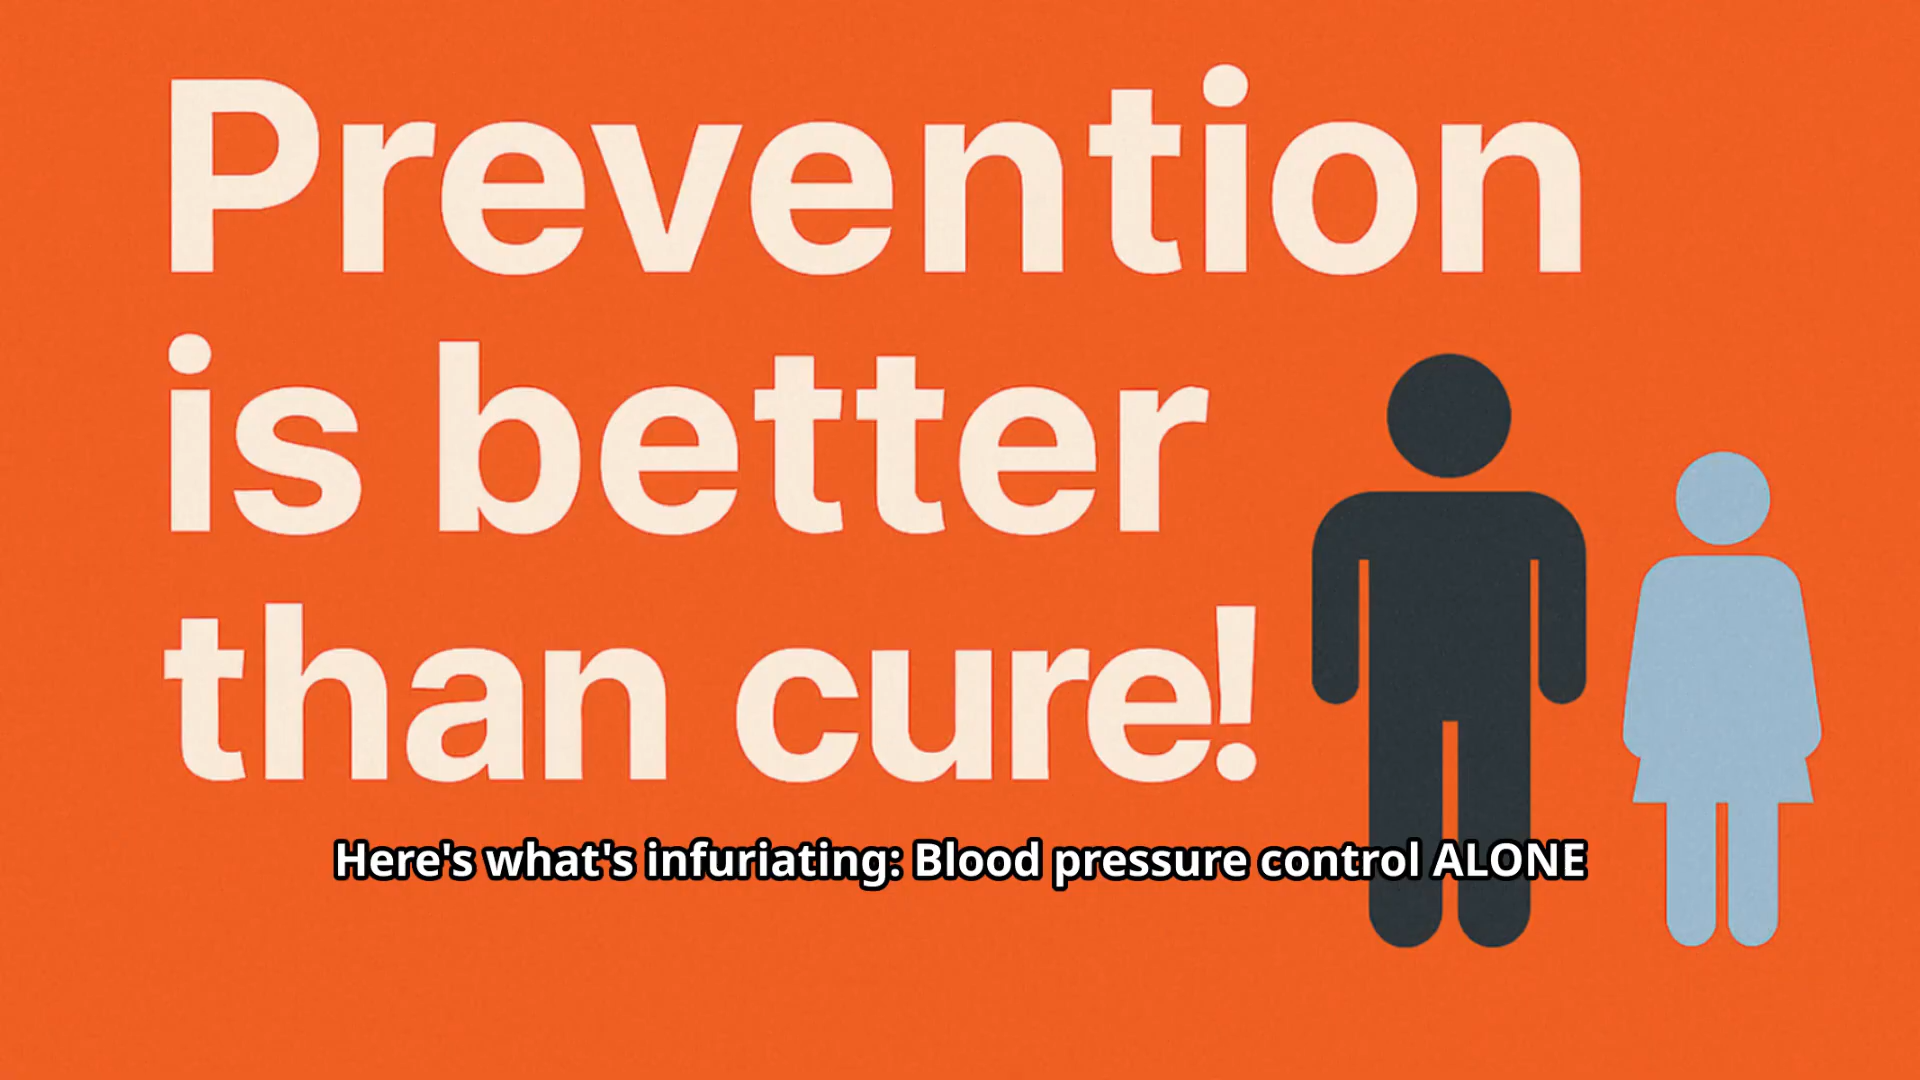 Prevention
is better
than cure!
Here's what's infuriating: Blood pressure control ALONE